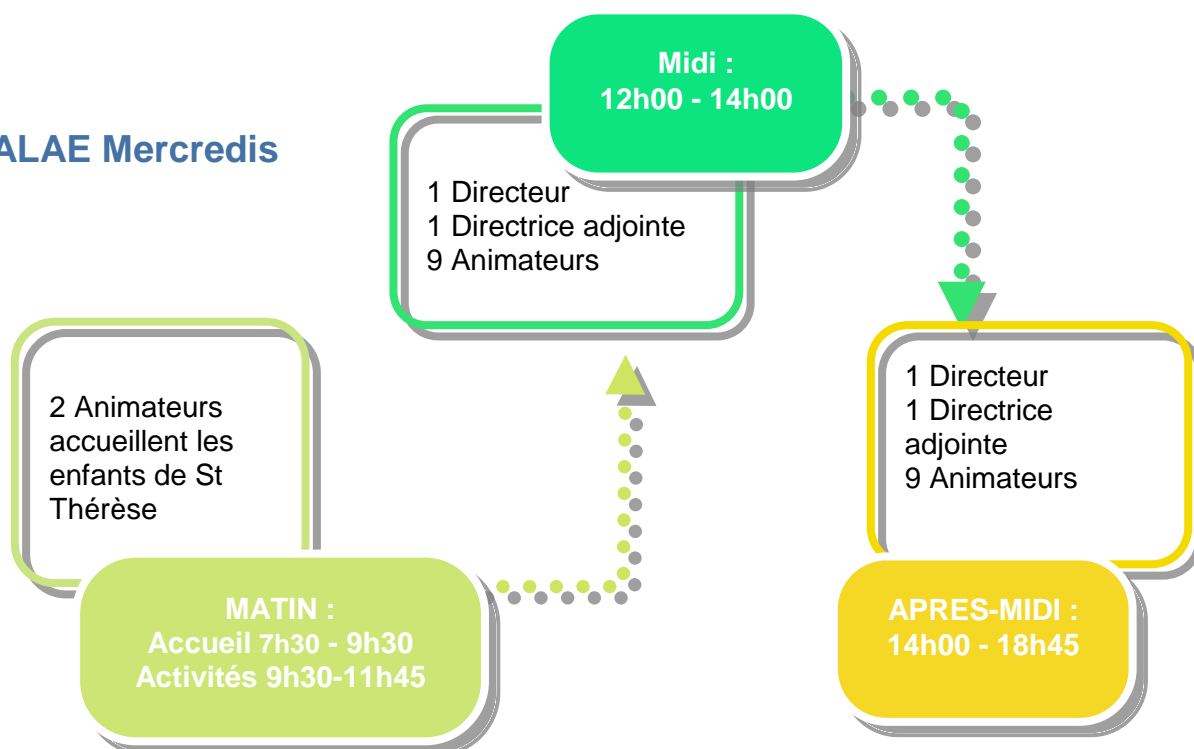 ALAE Mercredis
2 Animateurs
accueillent les
enfants de St
Thérèse
MATIN :
Accueil 7h30 - 9h30
Activités 9h30-11h45
Midi :
12h00 - 14h00
1 Directeur
1 Directrice adjointe
9 Animateurs
1 Directeur
1 Directrice
adjointe
9 Animateurs
APRES-MIDI :
14h00 - 18h45